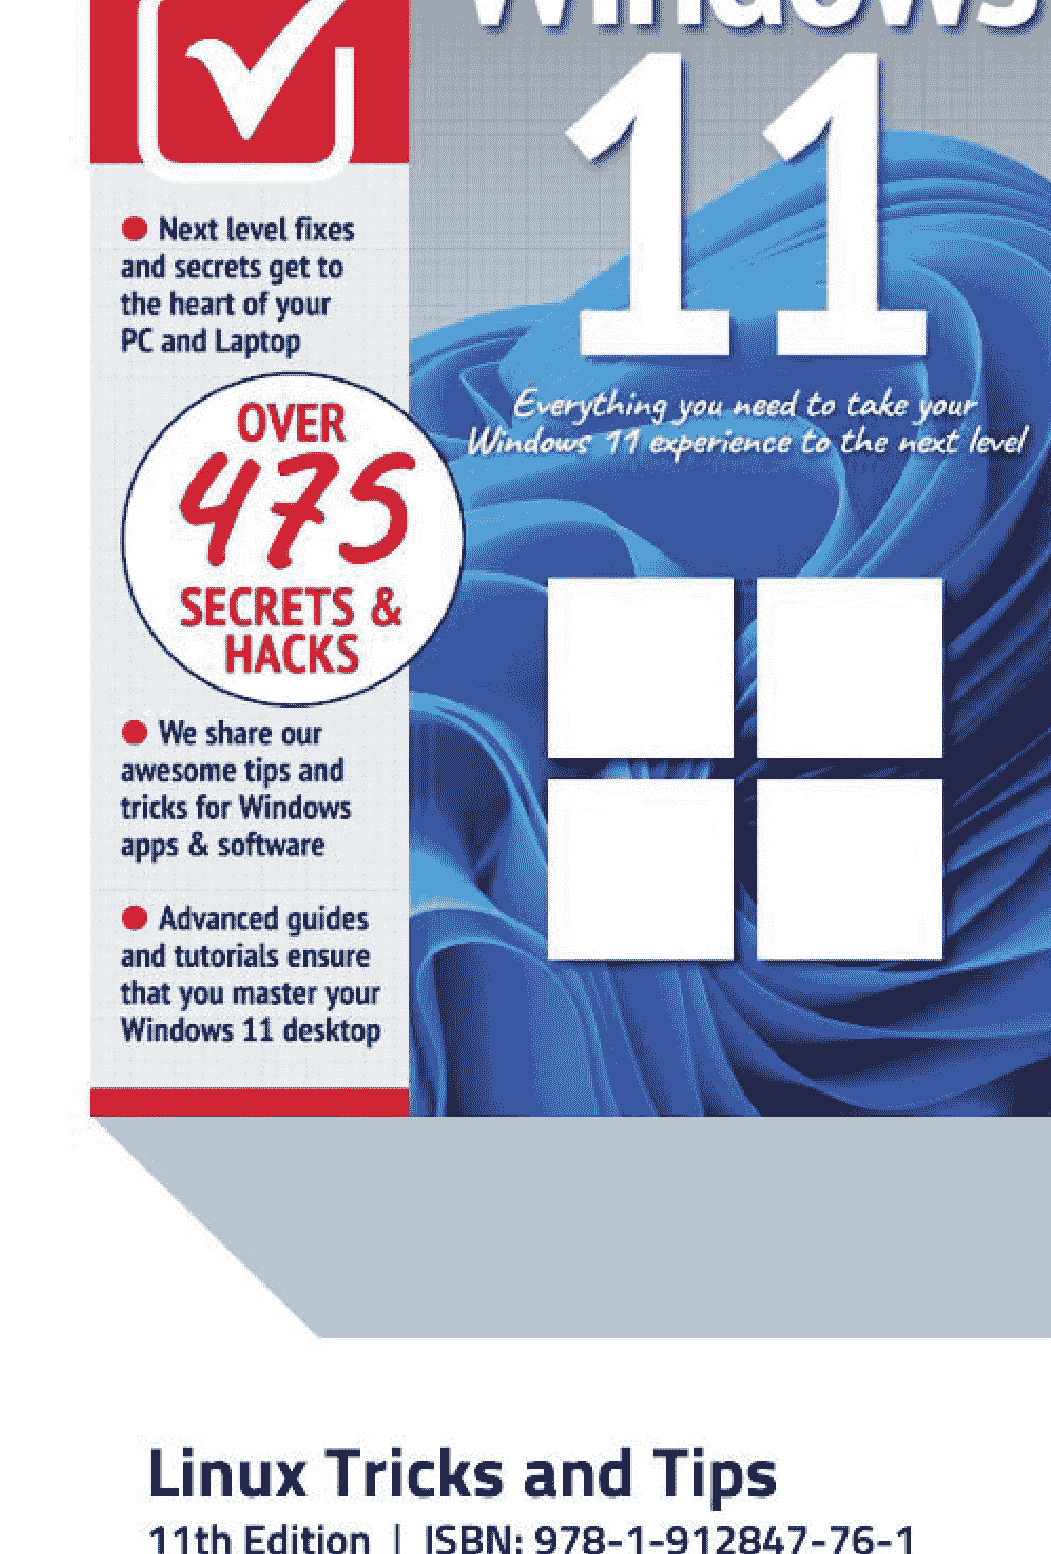 Windows
11
● Next level fixes
and secrets get to
the heart of your
PC and Laptop
Everything you need to take your
Windows 11 experience to the next level
OVER
475
SECRETS &
HACKS
● We share our
awesome tips and
tricks for Windows
apps & software
● Advanced guides
and tutorials ensure
that you master your
Windows 11 desktop
Linux Tricks and Tips
11th Edition | ISBN: 978-1-912847-76-1